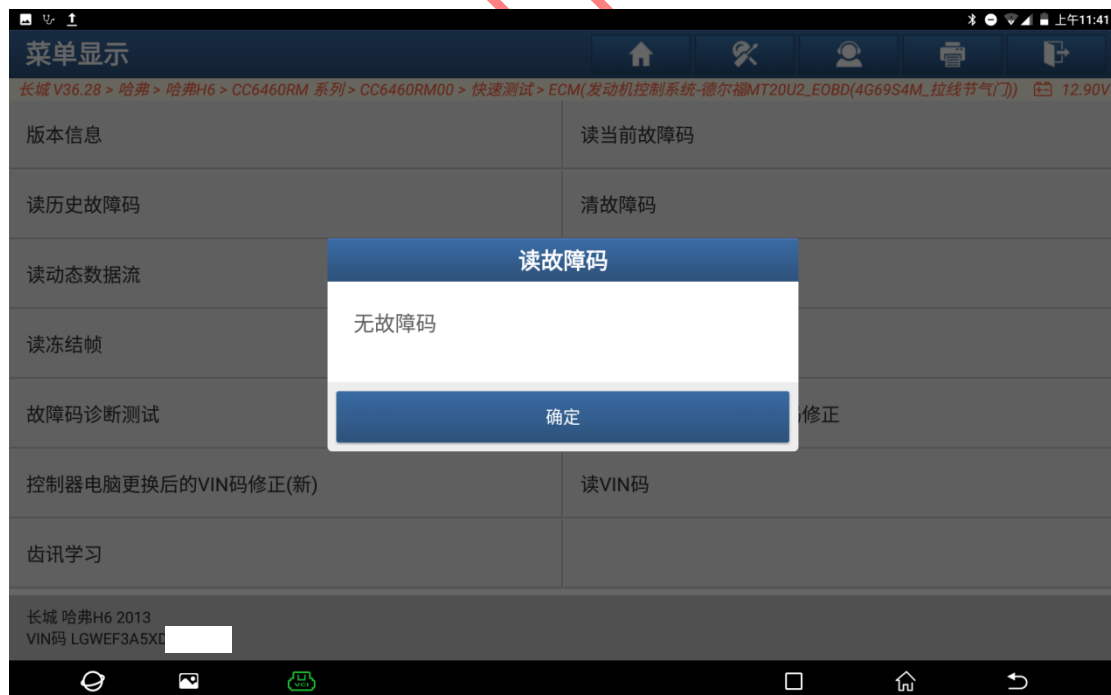 上午11:41
菜单显示
长城 V36.28 > 哈弗 > 哈弗H6 > CC6460RM 系列 > CC6460RM00 > 快速测试 > ECM(发动机控制系统-德尔福MT20U2_EOBD(4G69S4M_拉线节气门)) 12.90V
版本信息
读当前故障码
读历史故障码
清故障码
读动态数据流
读冻结帧
故障码诊断测试
修正
控制器电脑更换后的VIN码修正(新)
读VIN码
齿讯学习
读故障码
无故障码
确定
长城 哈弗H6 2013
VIN码 LGWEF3A5XD
VCI